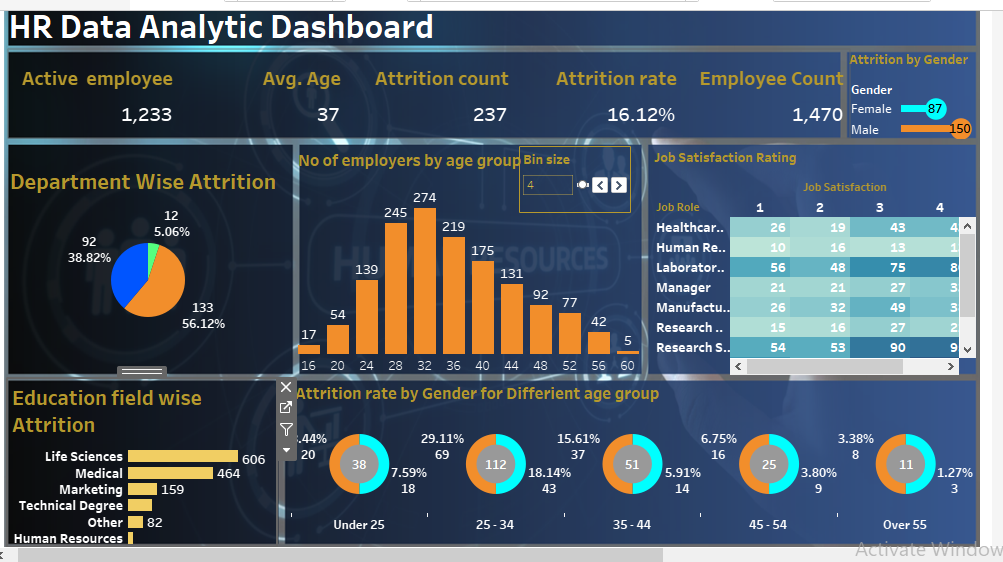 HR Data Analytic Dashboard
Active employee
1,233
Avg. Age
37
Attrition count
237
Attrition rate
16.12%
Employee Count
1,470
Attrition by Gender
Gender
Female 87
Male 150
Department Wise Attrition
12
5.06%
92
38.82%
133
56.12%
No of employers by age group
Bin size
4
17 54 139 245 274 219 175 131 92 77 42 5
16 20 24 28 32 36 40 44 48 52 56 60
HUMAN RESOURCES
Job Satisfaction Rating
Job Satisfaction
Job Role 1 2 3 4
Healthcar.. 26 19 43
Human Re.. 10 16 13
Laborator.. 56 48 75
Manager 21 21 27
Manufactu.. 26 32 49
Research .. 15 16 27
Research S.. 54 53 90
Education field wise
Attrition
Life Sciences 606
Medical 464
Marketing 159
Technical Degree
Other 82
Human Resources
Attrition rate by Gender for Differient age group
.44%
20
38
7.59%
18
29.11%
69
112
18.14%
43
15.61%
37
51
5.91%
14
6.75%
16
25
3.80%
9
3.38%
8
11
1.27%
3
Under 25 25 - 34 35 - 44 45 - 54 Over 55
Activate Window